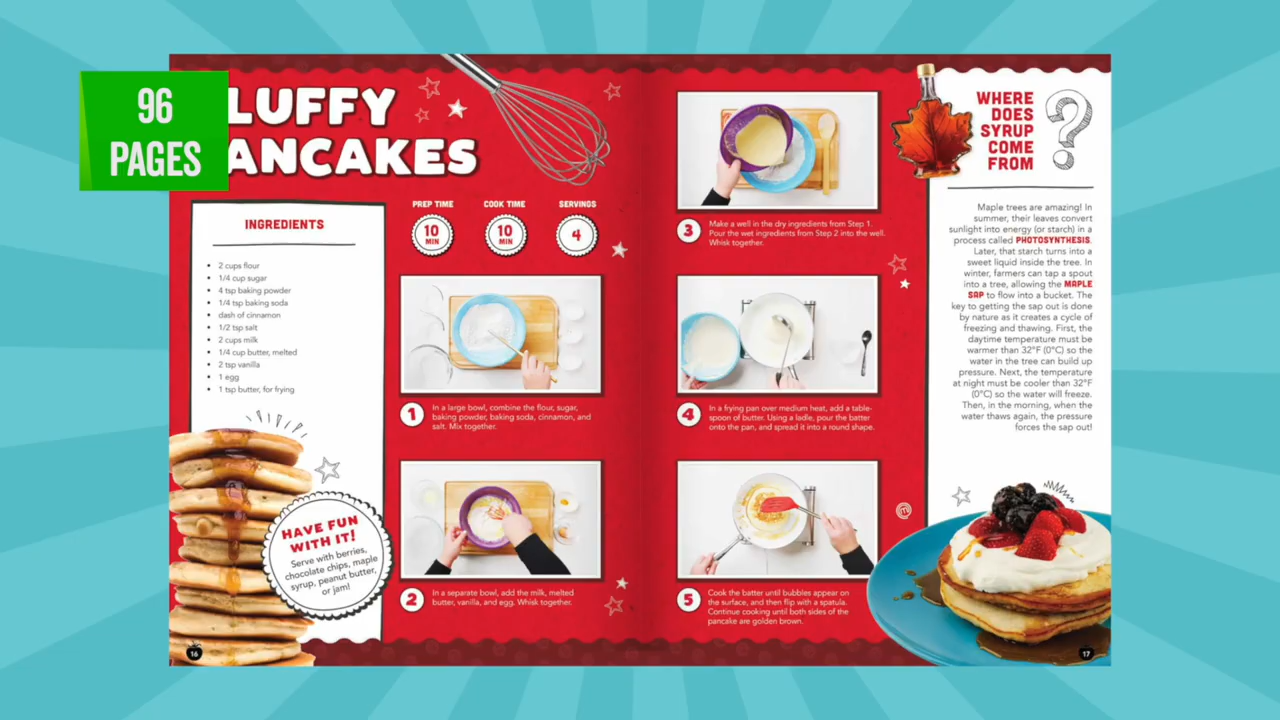 96
PAGES
LUFFY
ANCAKES
INGREDIENTS
• 2 cups flour
• 1/4 cup sugar
• 4 tsp baking powder
• 1/4 tsp baking soda
• dash of cinnamon
• 1/2 tsp salt
• 2 cups milk
• 1/4 cup butter, melted
• 2 tsp vanilla
• 1 egg
• 1 tsp butter, for frying
HAVE FUN
WITH IT!
Serve with berries,
chocolate chips, maple
syrup, peanut butter,
or jam!
16
PREP TIME
10
MIN
COOK TIME
10
MIN
SERVINGS
4
1
In a large bowl, combine the flour, sugar,
baking powder, baking soda, cinnamon, and
salt. Mix together.
2
In a separate bowl, add the milk, melted
butter, vanilla, and egg. Whisk together.
3
Make a well in the dry ingredients from Step 1.
Pour the wet ingredients from Step 2 into the well.
Whisk together.
4
In a frying pan over medium heat, add a table-
spoon of butter. Using a ladle, pour the batter
onto the pan, and spread it into a round shape.
5
Cook the batter until bubbles appear on
the surface, and then flip with a spatula.
Continue cooking until both sides of the
pancake are golden brown.
WHERE
DOES
SYRUP
COME
FROM
?
Maple trees are amazing! In
summer, their leaves convert
sunlight into energy (or starch) in a
process called PHOTOSYNTHESIS.
Later, that starch turns into a
sweet liquid inside the tree. In
winter, farmers can tap a spout
into a tree, allowing the MAPLE
SAP to flow into a bucket. The
key to getting the sap out is done
by nature as it creates a cycle of
freezing and thawing. First, the
daytime temperature must be
warmer than 32°F (0°C) so the
water in the tree can build up
pressure. Next, the temperature
at night must be cooler than 32°F
(0°C) so the water will freeze.
Then, in the morning, when the
water thaws again, the pressure
forces the sap out!
17